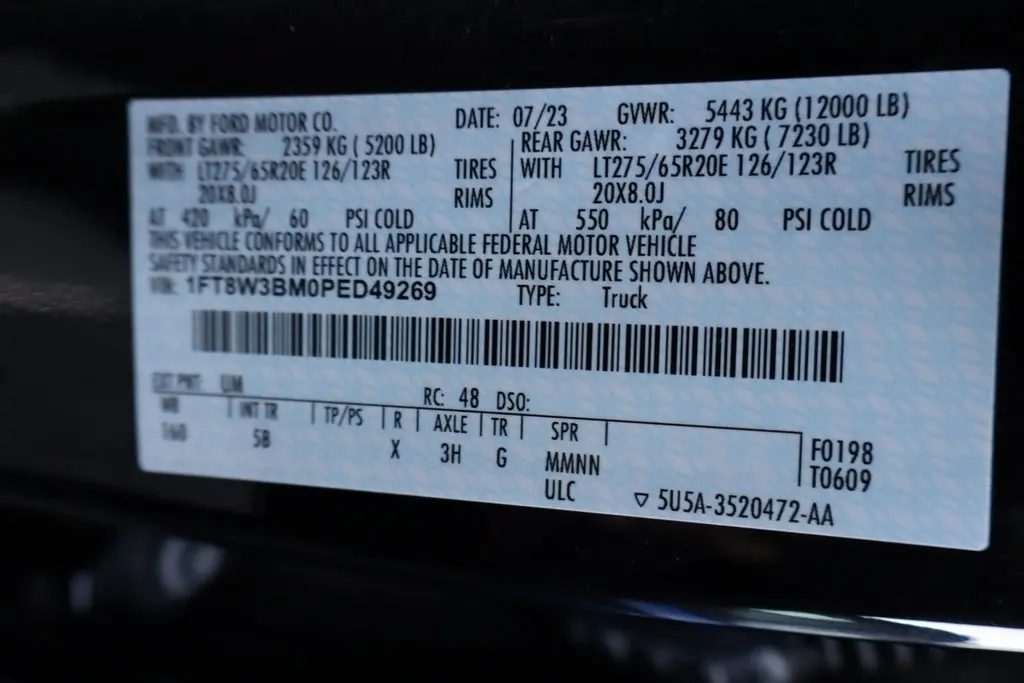 MFD. BY FORD MOTOR CO. DATE: 07/23 GVWR: 5443 KG (12000 LB)
FRONT GAWR: 2359 KG ( 5200 LB) REAR GAWR: 3279 KG ( 7230 LB)
WITH LT275/65R20E 126/123R TIRES WITH LT275/65R20E 126/123R TIRES
20X8.0J RIMS 20X8.0J RIMS
AT 420 kPa/ 60 PSI COLD AT 550 kPa/ 80 PSI COLD
THIS VEHICLE CONFORMS TO ALL APPLICABLE FEDERAL MOTOR VEHICLE
SAFETY STANDARDS IN EFFECT ON THE DATE OF MANUFACTURE SHOWN ABOVE.
VIN: 1FT8W3BM0PED49269 TYPE: Truck
EXT PNT: UM RC: 48 DSO:
WB INT TR TP/PS R AXLE TR SPR F0198
160 5B X 3H G MMNN T0609
ULC ▽ 5U5A-3520472-AA